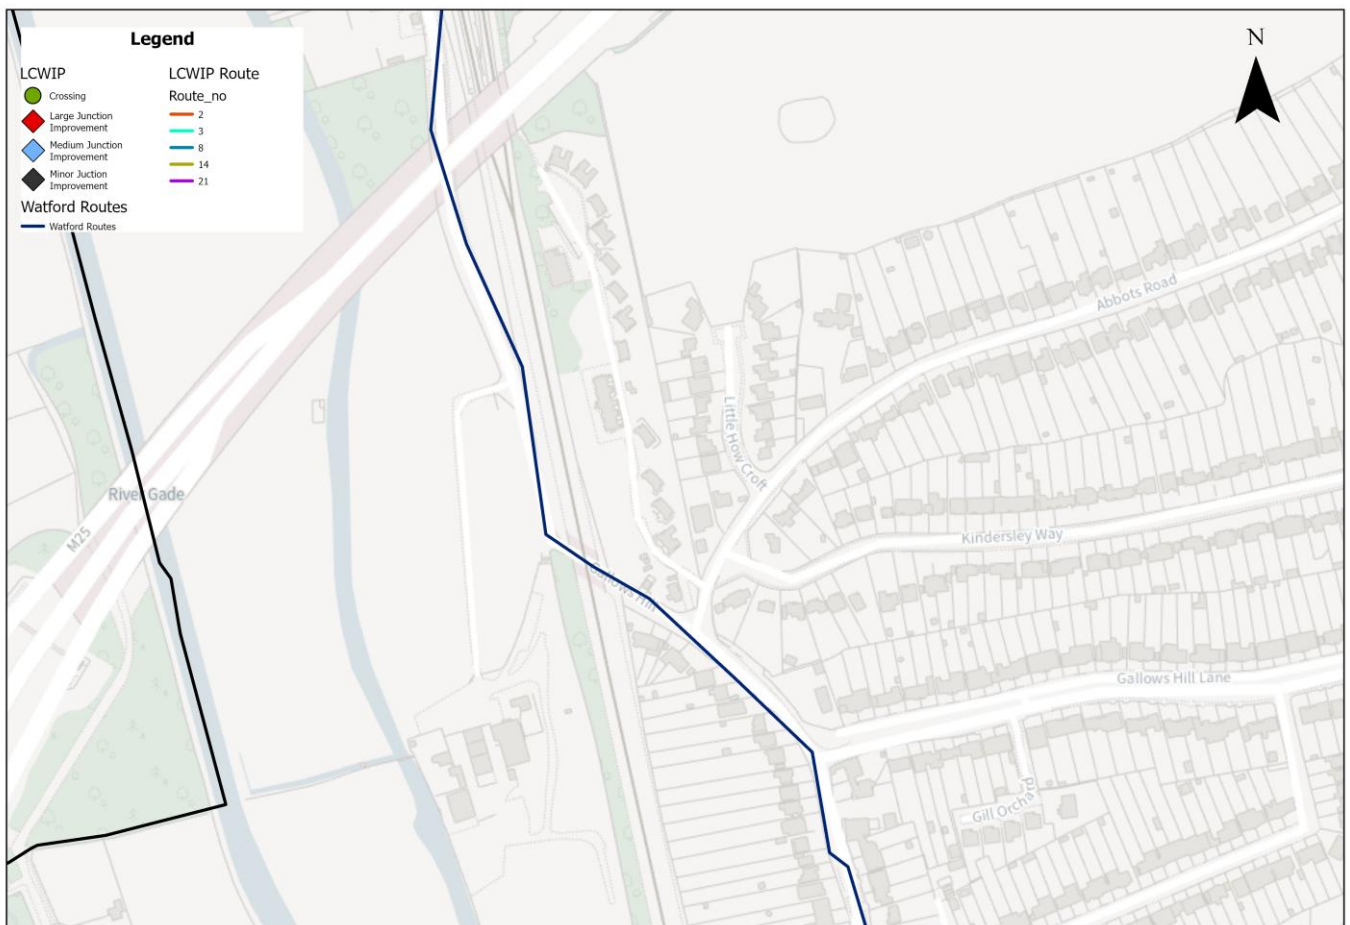 Legend
N
LCWIP
LCWIP Route
Crossing
Route_no
Large Junction
Improvement
2
3
Medium Junction
Improvement
8
14
Minor Juction
Improvement
21
Watford Routes
Watford Routes
Abbots Road
Little How Croft
River Gade
M25
Kindersley Way
Gallows Hill
Gallows Hill Lane
Gill Orchard